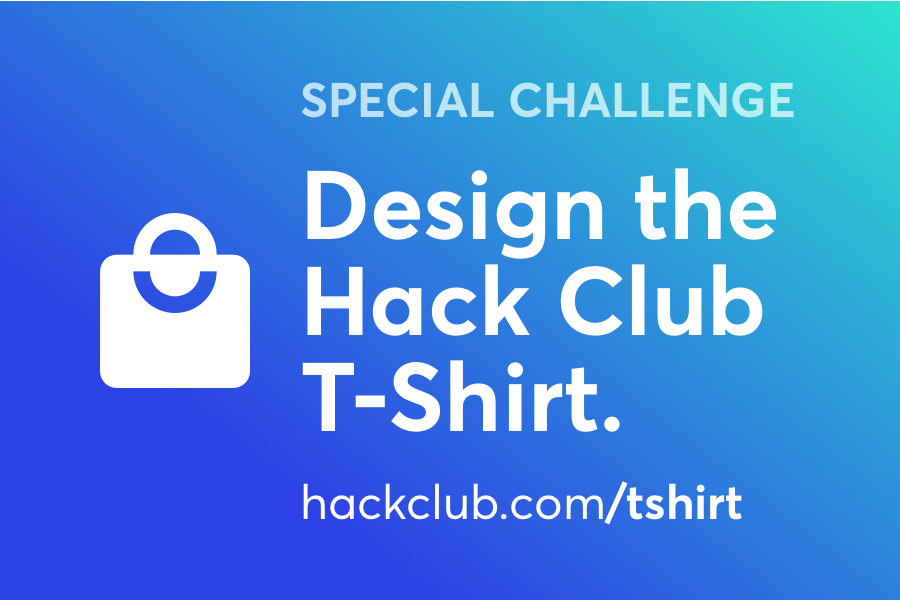 SPECIAL CHALLENGE
Design the
Hack Club
T-Shirt.
hackclub.com/tshirt